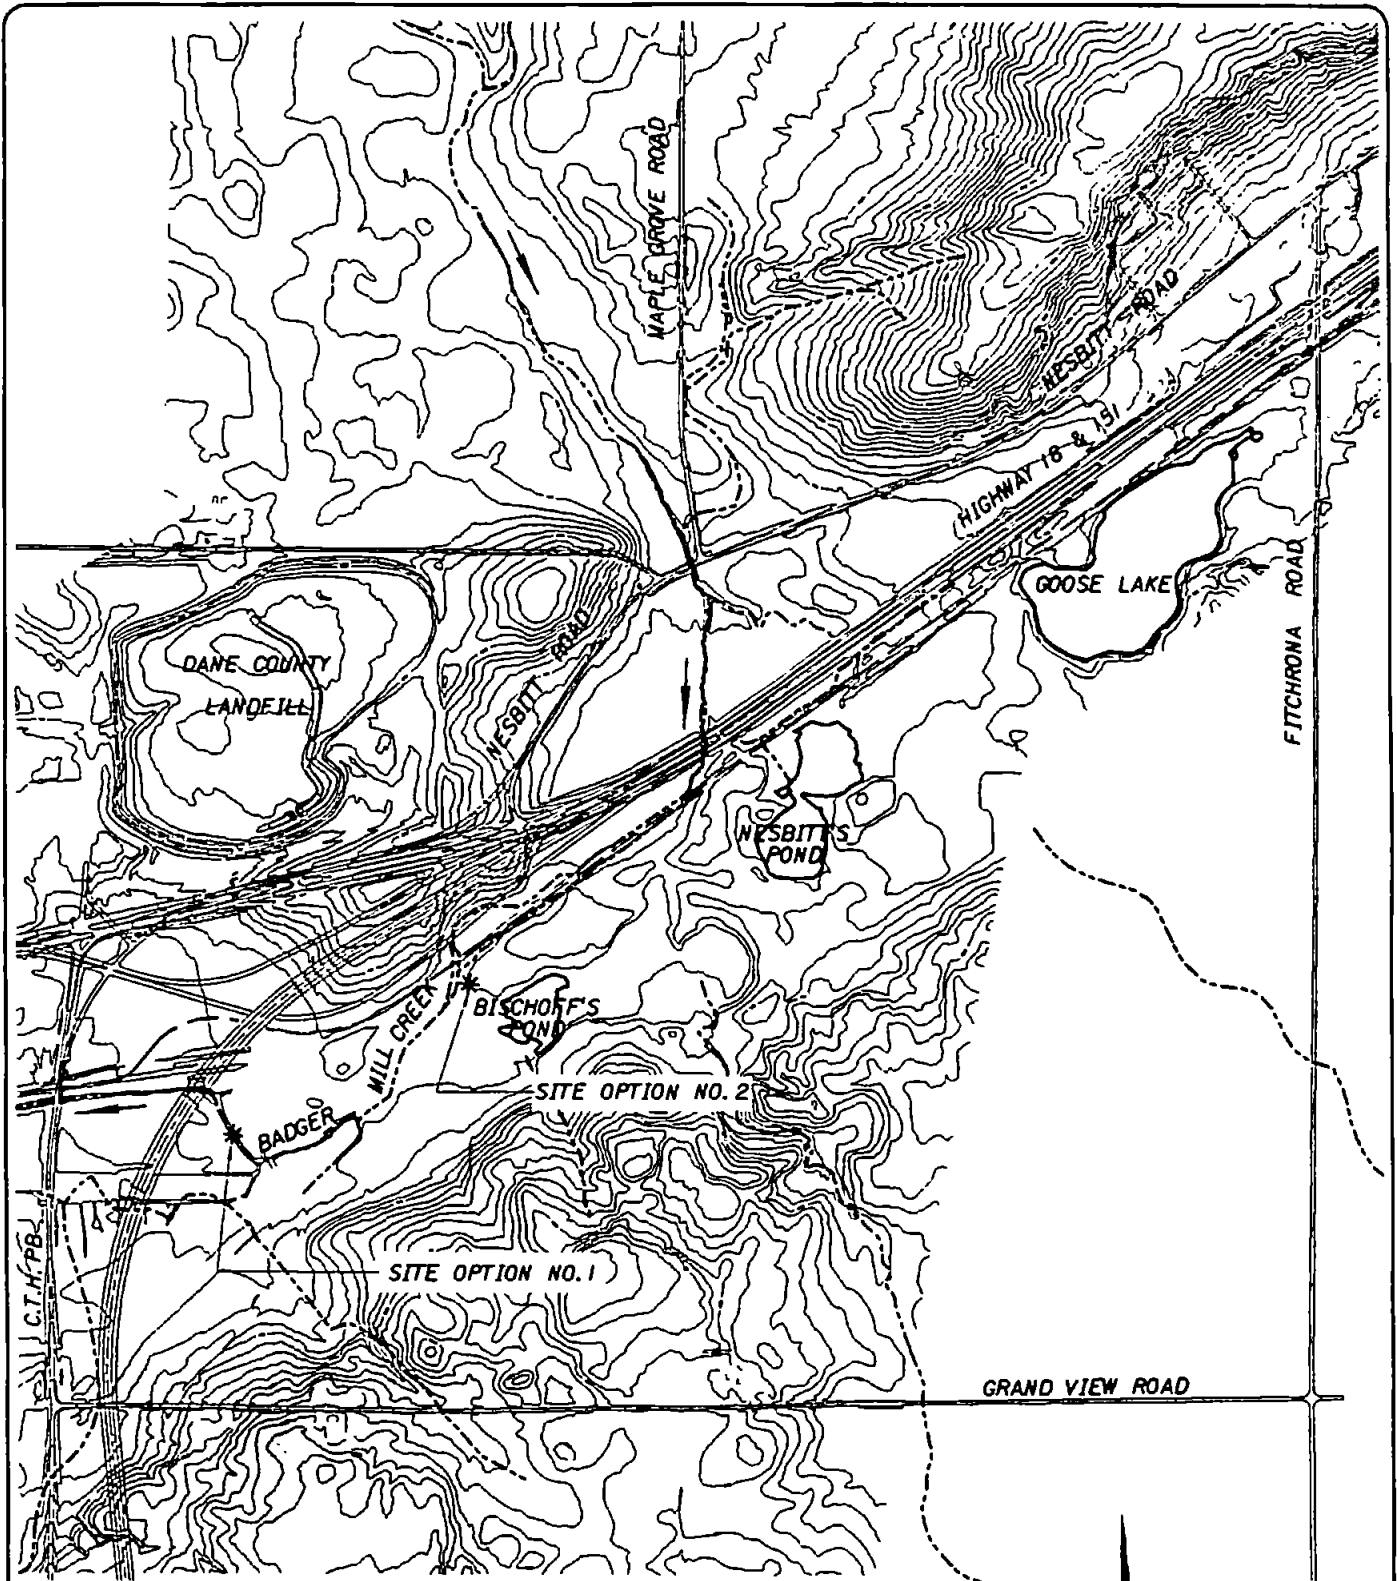 MAPLE GROVE ROAD
NESBITT ROAD
HIGHWAY 18 & 151
GOOSE LAKE
FITCHRONA ROAD
DANE COUNTY
LANDFILL
NESBITT ROAD
NESBITT'S
POND
BISCHOFF'S
POND
MILL CREEK
SITE OPTION NO. 2
BADGER
C.T.H. "PB"
SITE OPTION NO. 1
GRAND VIEW ROAD